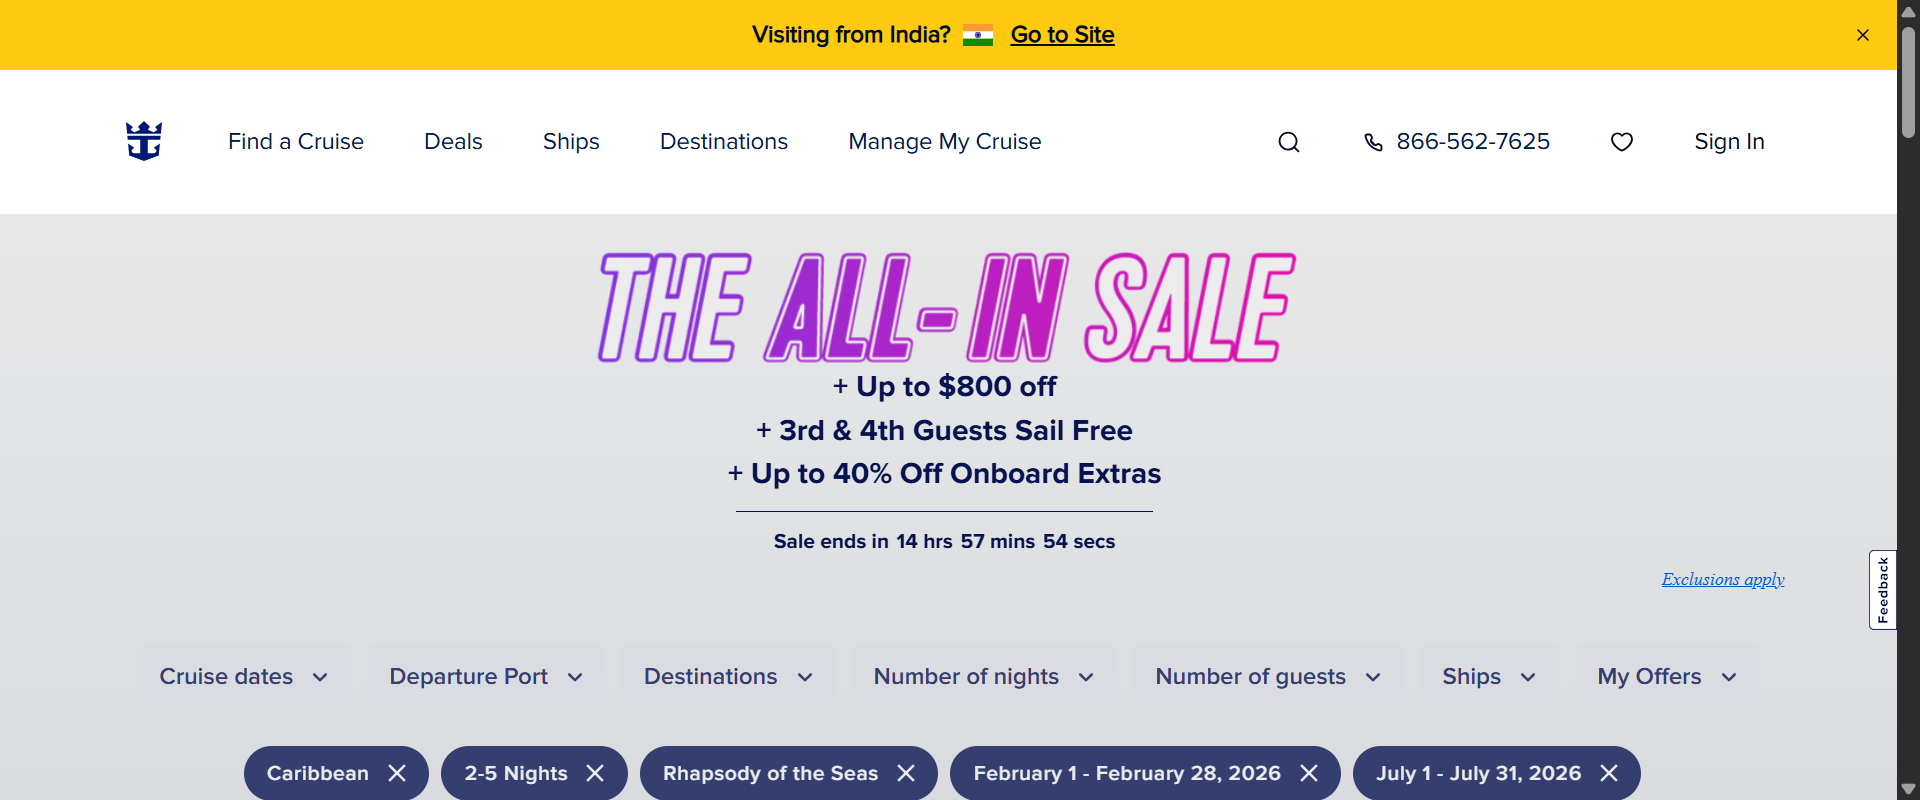 Visiting from India? Go to Site
Find a Cruise Deals Ships Destinations Manage My Cruise 866-562-7625 Sign In
THE ALL-IN SALE
+ Up to $800 off
+ 3rd & 4th Guests Sail Free
+ Up to 40% Off Onboard Extras
Sale ends in 14 hrs 57 mins 54 secs
Exclusions apply
Feedback
Cruise dates Departure Port Destinations Number of nights Number of guests Ships My Offers
Caribbean 2-5 Nights Rhapsody of the Seas February 1 - February 28, 2026 July 1 - July 31, 2026